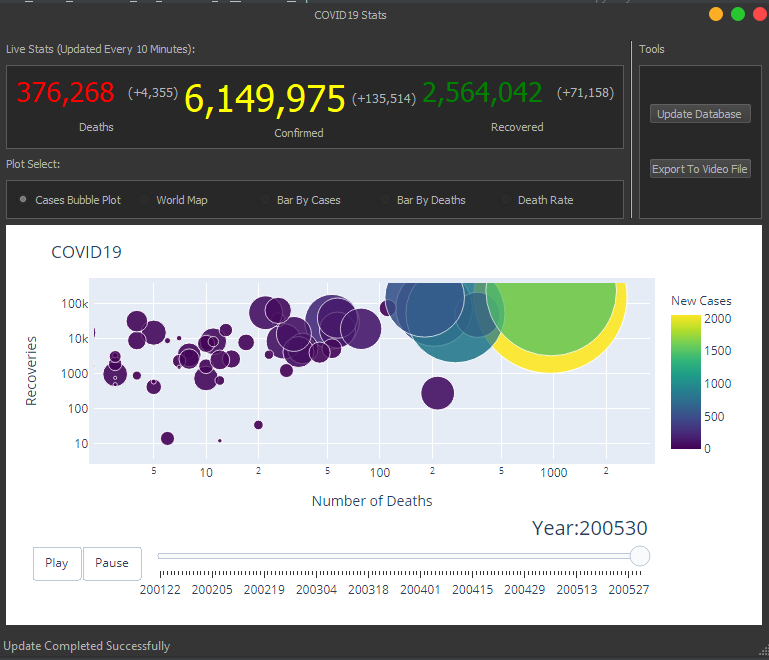 COVID19 Stats
Live Stats (Updated Every 10 Minutes):
376,268 (+4,355) 6,149,975 (+135,514) 2,564,042 (+71,158)
Deaths Confirmed Recovered
Tools
Update Database
Export To Video File
Plot Select:
Cases Bubble Plot World Map Bar By Cases Bar By Deaths Death Rate
COVID19
Recoveries
100k
10k
1000
100
10
5 10 2 5 100 2 5 1000 2
Number of Deaths
New Cases
2000
1500
1000
500
0
Year:200530
Play Pause
200122 200205 200219 200304 200318 200401 200415 200429 200513 200527
Update Completed Successfully